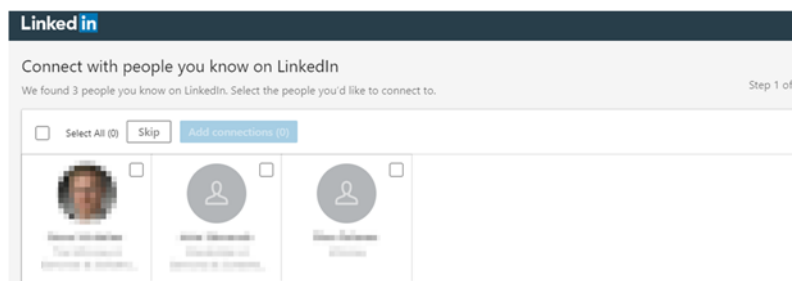 Linked in
Connect with people you know on LinkedIn
We found 3 people you know on LinkedIn. Select the people you'd like to connect to.
Step 1 of
Select All (0) Skip Add connections (0)